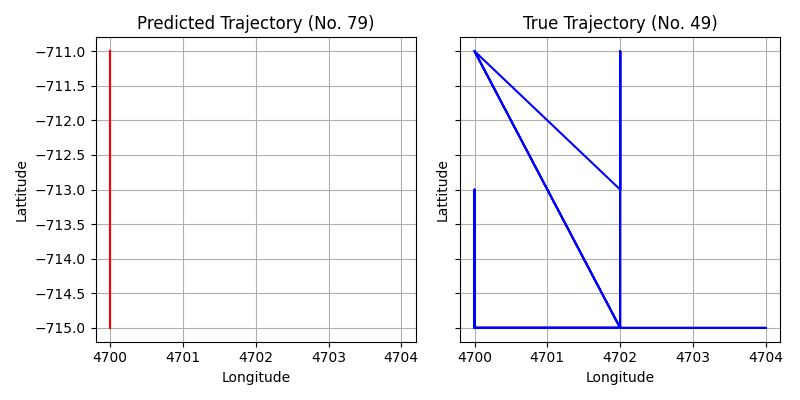 Predicted Trajectory (No. 79)
True Trajectory (No. 49)
−711.0
−711.5
−712.0
−712.5
−713.0
−713.5
−714.0
−714.5
−715.0
Lattitude
Lattitude
4700 4701 4702 4703 4704
4700 4701 4702 4703 4704
Longitude
Longitude